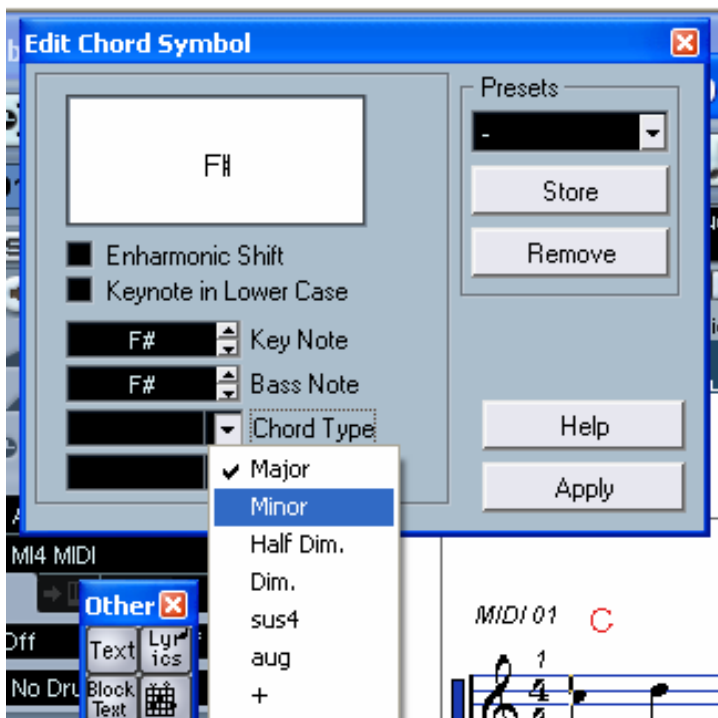 Edit Chord Symbol
Presets
-
F#
Store
Enharmonic Shift
Remove
Keynote in Lower Case
F# Key Note
F# Bass Note
Chord Type
Help
Major
Apply
Minor
Half Dim.
MI4 MIDI
Dim.
Other
sus4
MIDI 01 C
Off
Text
Lyr
ics
aug
1
No Dru
Block
Text
+
4
4